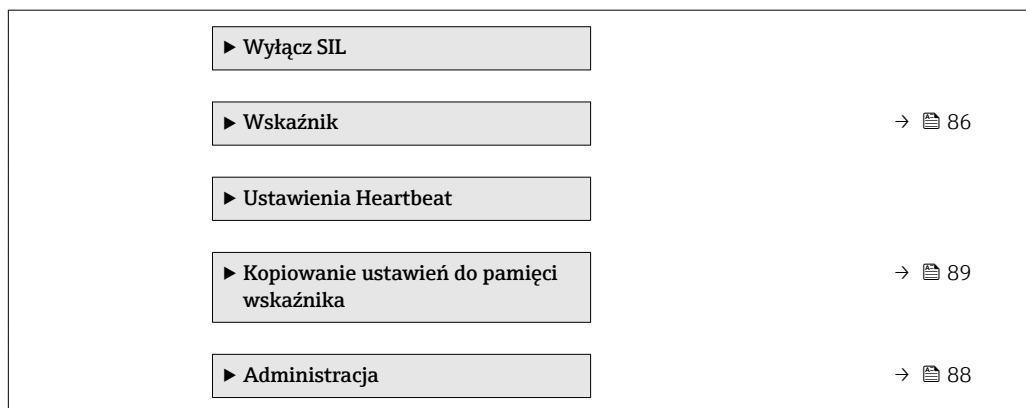 ▶ Wyłącz SIL
▶ Wskaźnik → 86
▶ Ustawienia Heartbeat
▶ Kopiowanie ustawień do pamięci
wskaźnika → 89
▶ Administracja → 88